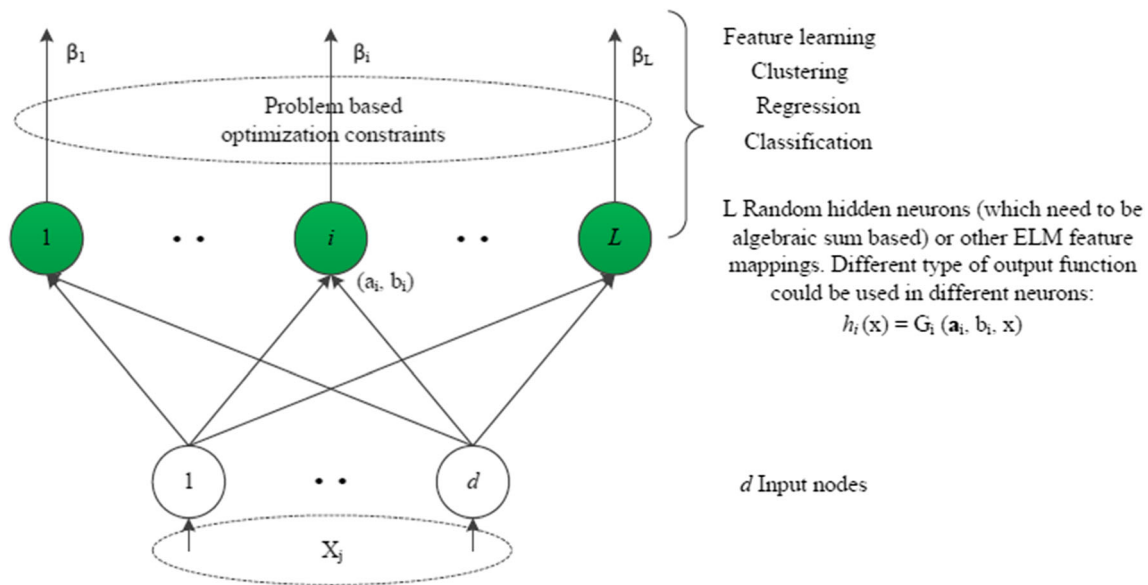 β₁
βᵢ
β_L
Feature learning
Clustering
Regression
Classification
Problem based
optimization constraints
1
. .
i
. .
L
(aᵢ, bᵢ)
L Random hidden neurons (which need to be
algebraic sum based) or other ELM feature
mappings. Different type of output function
could be used in different neurons:
hᵢ(x) = Gᵢ (aᵢ, bᵢ, x)
1
. .
d
d Input nodes
Xⱼ